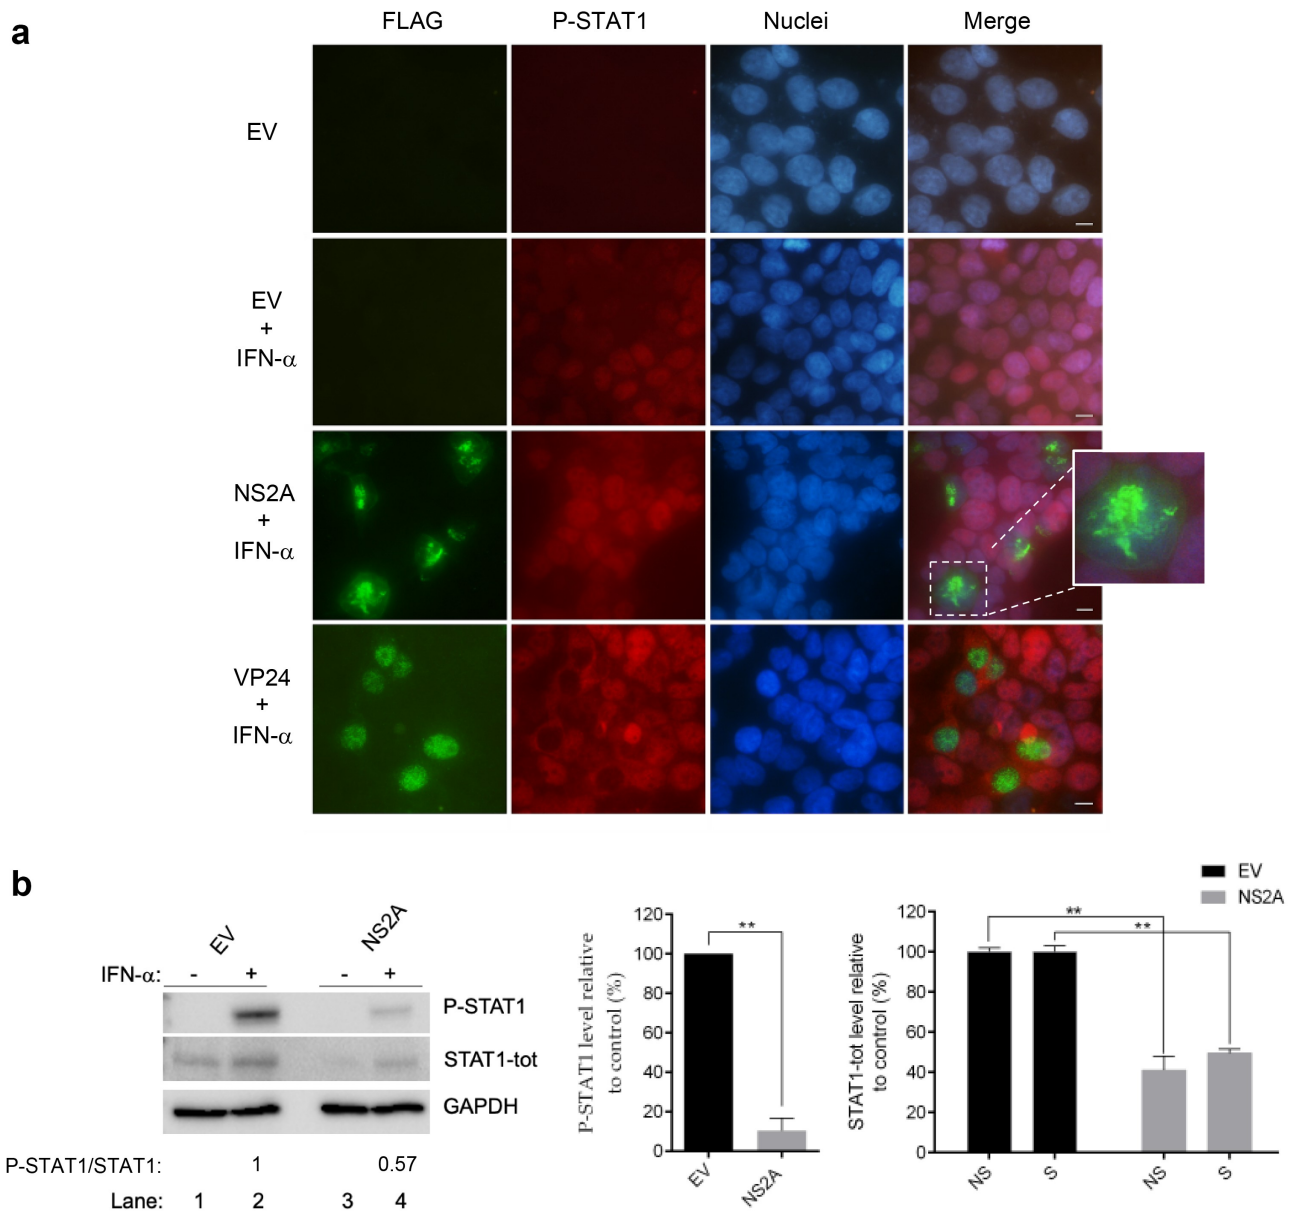 a
FLAG P-STAT1 Nuclei Merge
EV
EV
+
IFN-α
NS2A
+
IFN-α
VP24
+
IFN-α
b
EV NS2A
IFN-α: - + - +
P-STAT1
STAT1-tot
GAPDH
P-STAT1/STAT1: 1 0.57
Lane: 1 2 3 4
P-STAT1 level relative
to control (%)
120
100
80
60
40
20
0
**
EV NS2A
EV
NS2A
STAT1-tot level relative
to control (%)
120
100
80
60
40
20
0
**
**
NS S NS S